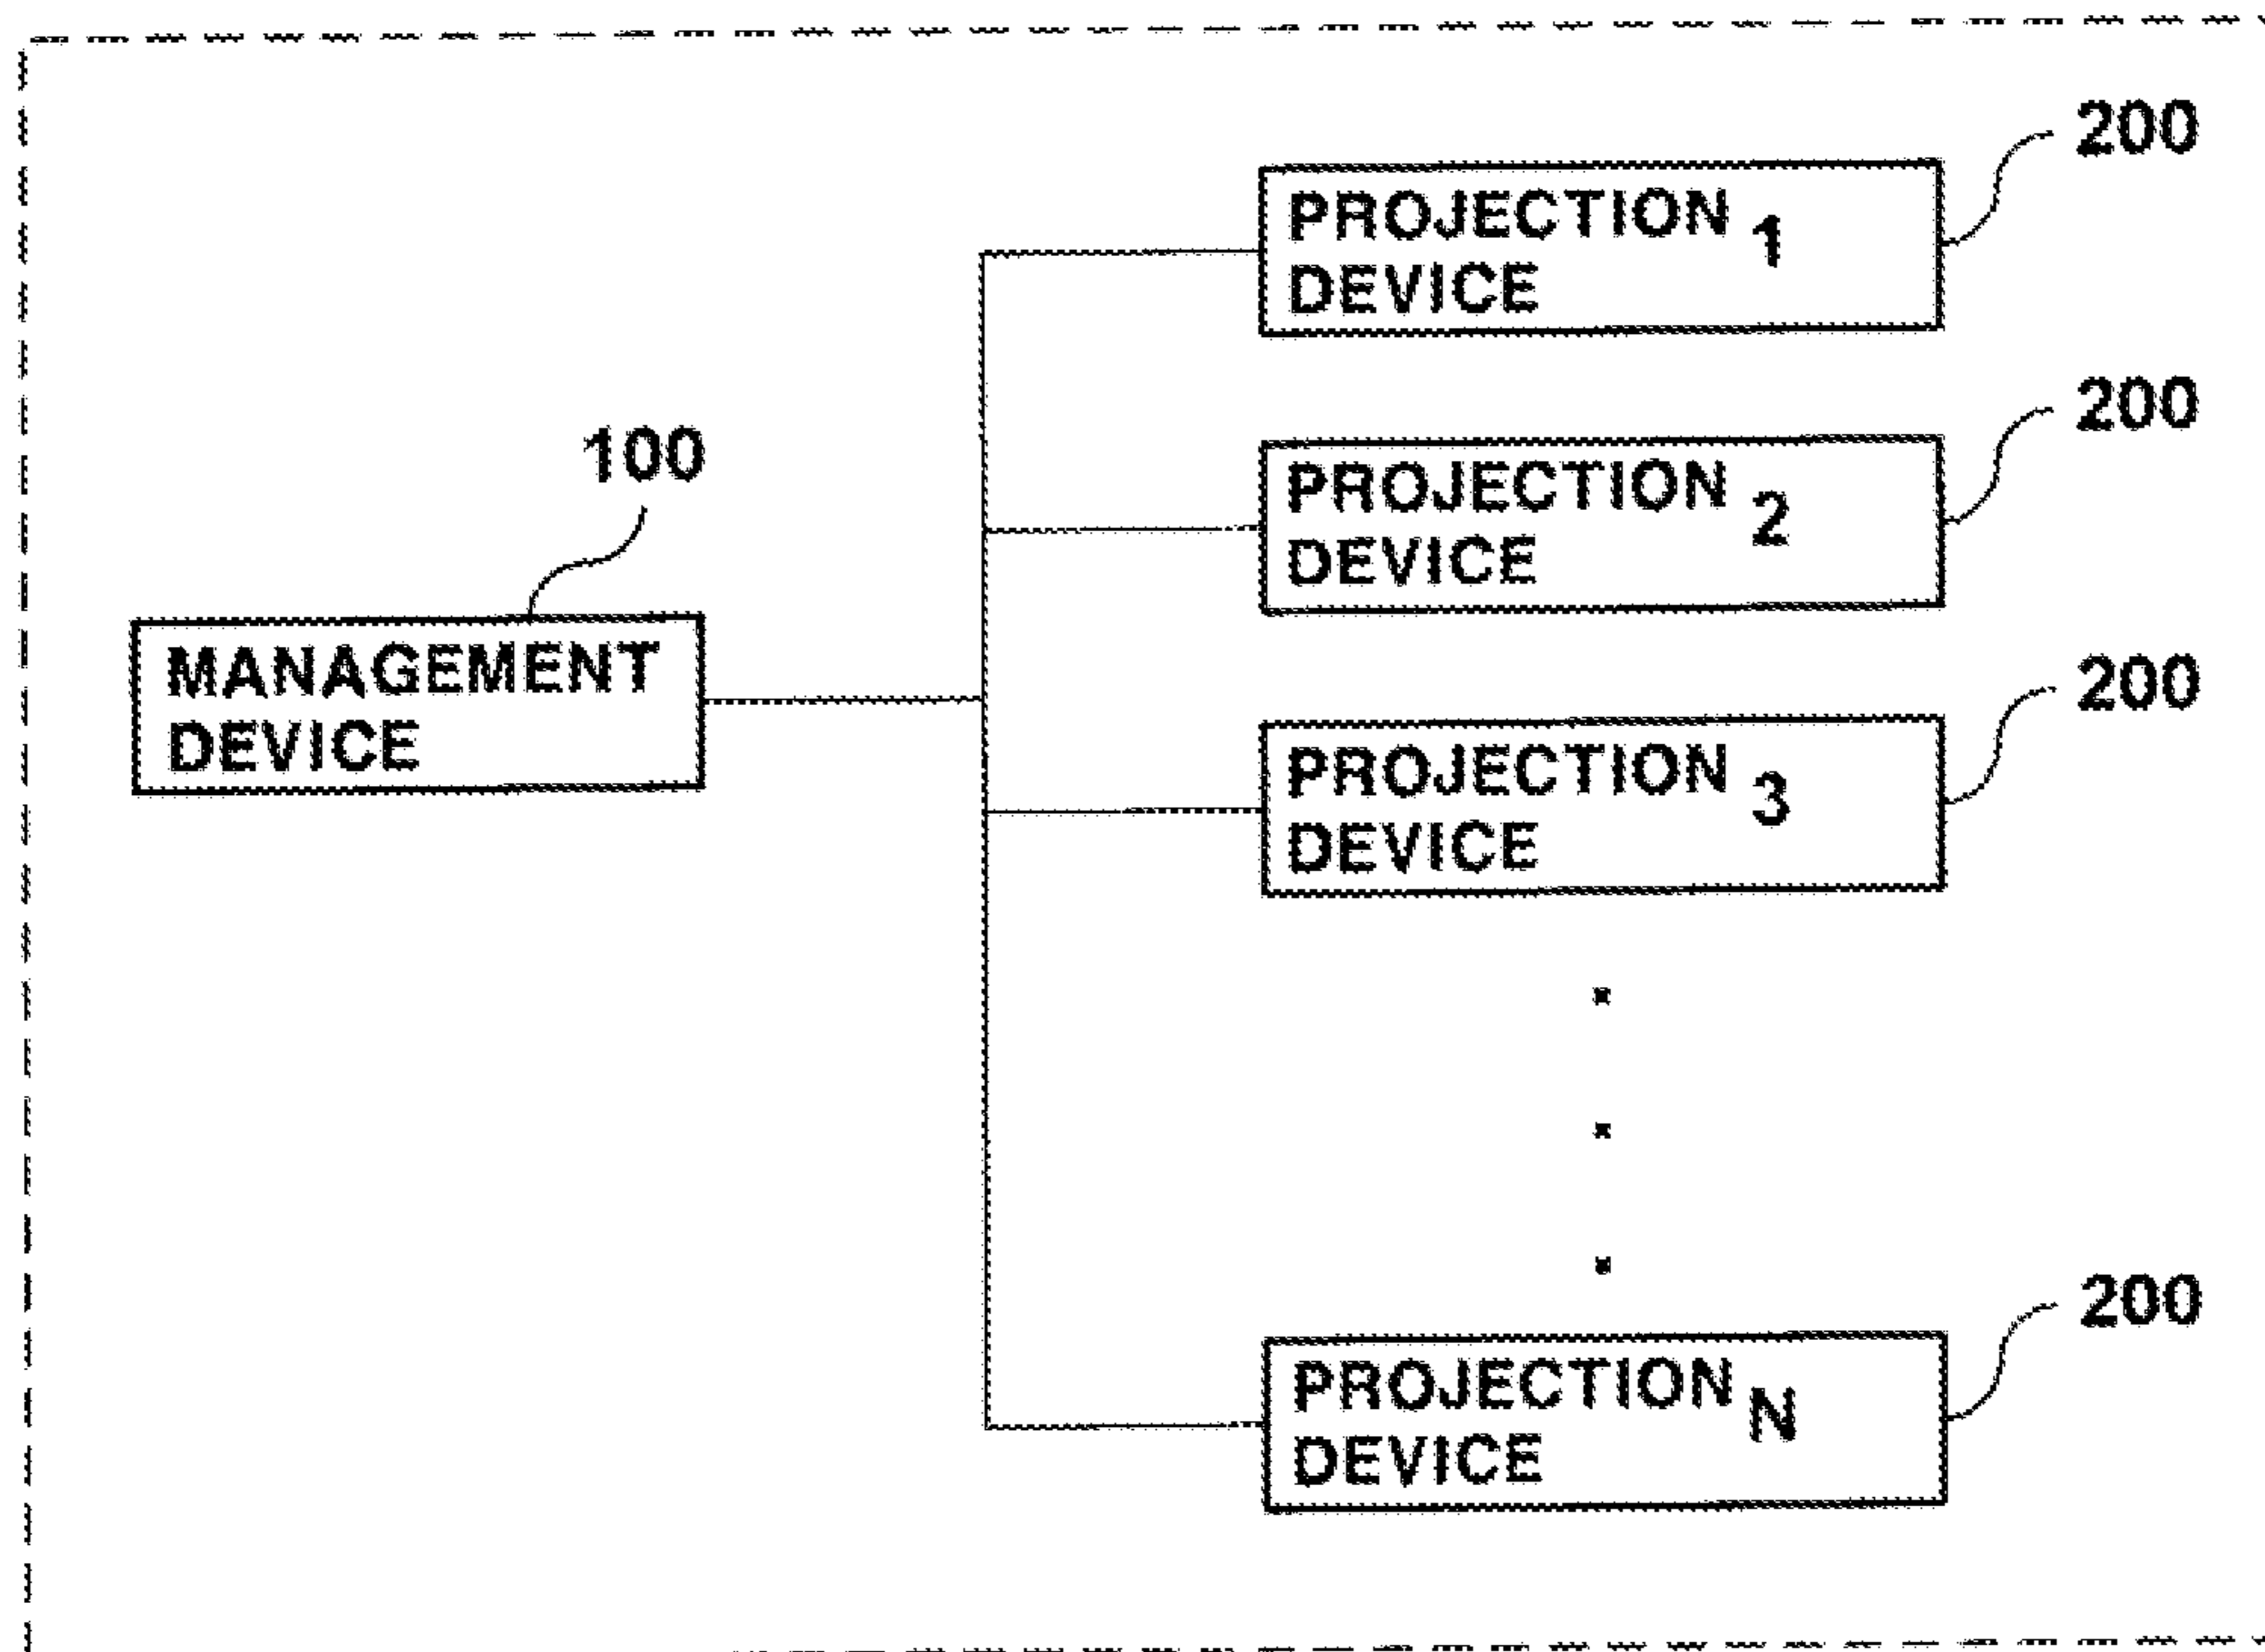 200
PROJECTION 1
DEVICE
200
PROJECTION 2
DEVICE
100
MANAGEMENT
DEVICE
200
PROJECTION 3
DEVICE
200
PROJECTION N
DEVICE